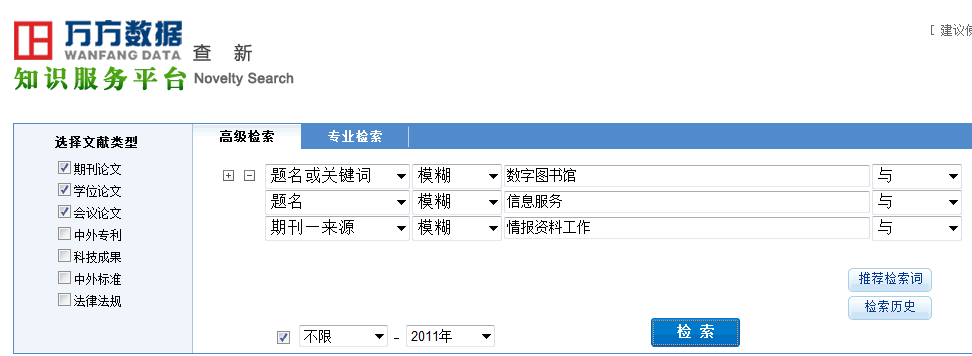 万方数据
WANFANG DATA
知识服务平台
查 新
Novelty Search
[ 建议使
选择文献类型
期刊论文
学位论文
会议论文
中外专利
科技成果
中外标准
法律法规
高级检索 专业检索
题名或关键词 模糊 数字图书馆 与
题名 模糊 信息服务 与
期刊－来源 模糊 情报资料工作 与
推荐检索词
检索历史
不限 - 2011年 检 索